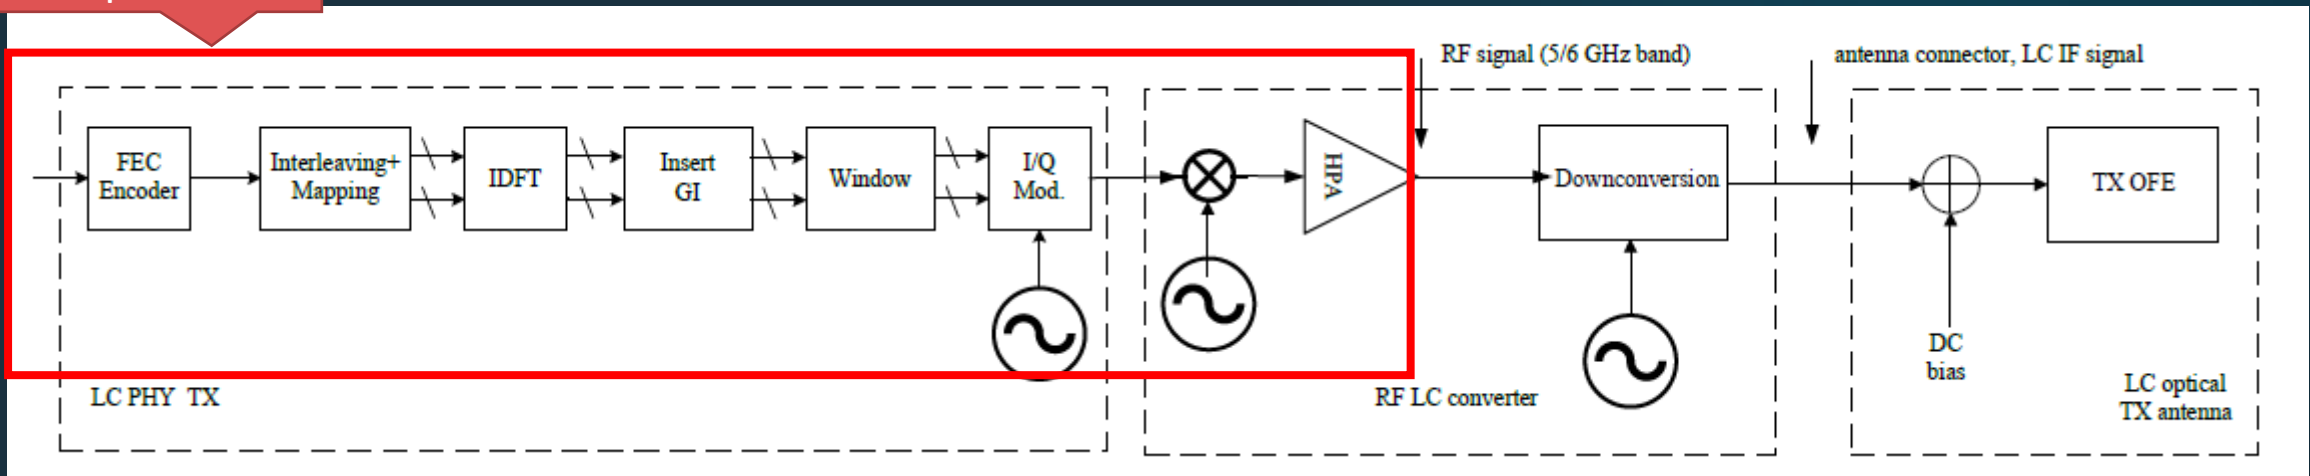 RF signal (5/6 GHz band)
antenna connector, LC IF signal
FEC
Encoder
Interleaving+
Mapping
IDFT
Insert
GI
Window
I/Q
Mod.
HPA
Downconversion
TX OFE
DC
bias
LC PHY TX
RF LC converter
LC optical
TX antenna